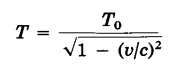 T = T₀ / √(1 − (v/c)²)